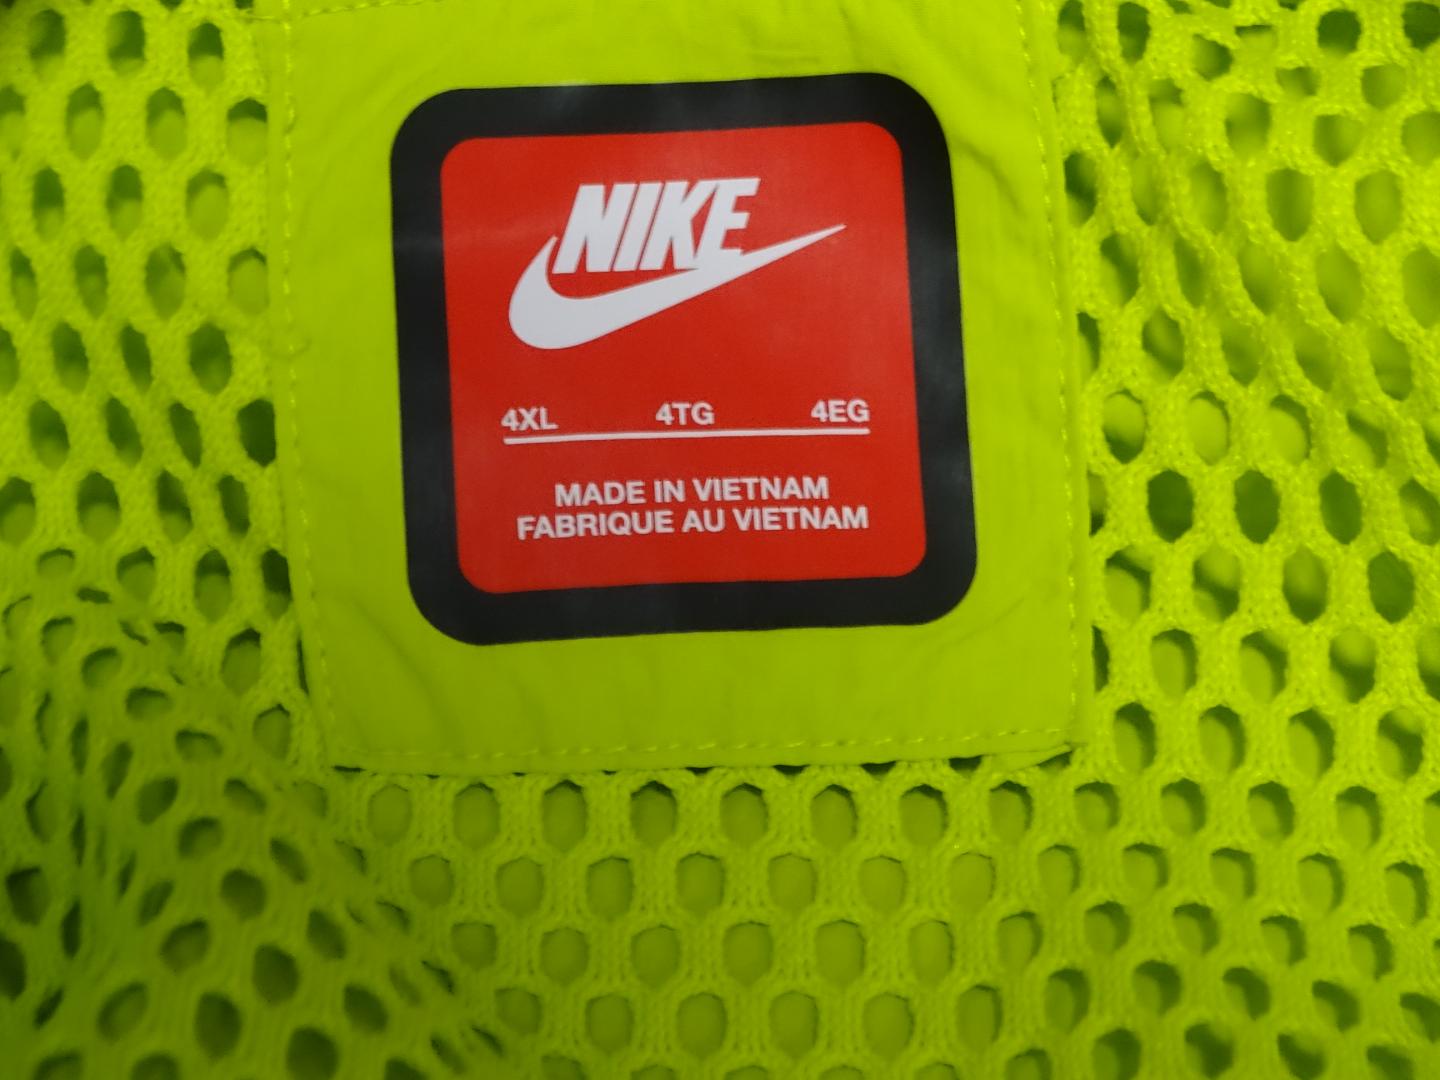 NIKE
4XL 4TG 4EG
MADE IN VIETNAM
FABRIQUE AU VIETNAM